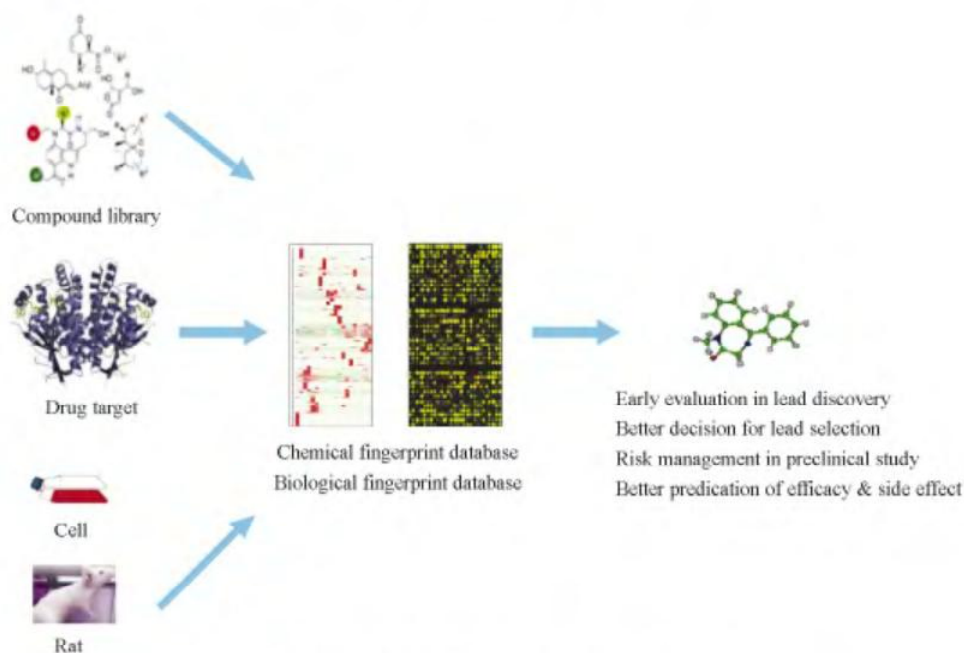 Compound library
Drug target
Cell
Rat
Chemical fingerprint database
Biological fingerprint database
Early evaluation in lead discovery
Better decision for lead selection
Risk management in preclinical study
Better predication of efficacy & side effect